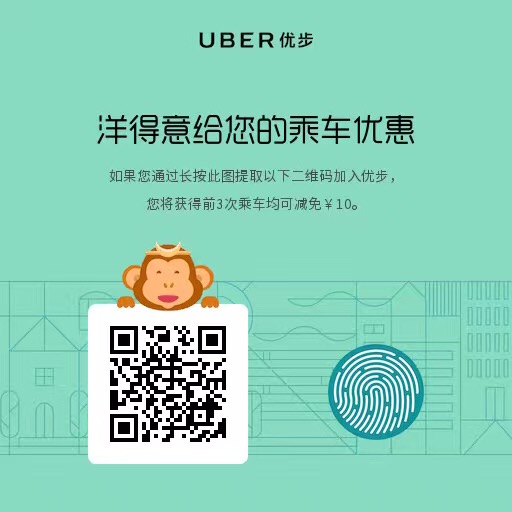 UBER优步
洋得意给您的乘车优惠
如果您通过长按此图提取以下二维码加入优步，
您将获得前3次乘车均可减免￥10。